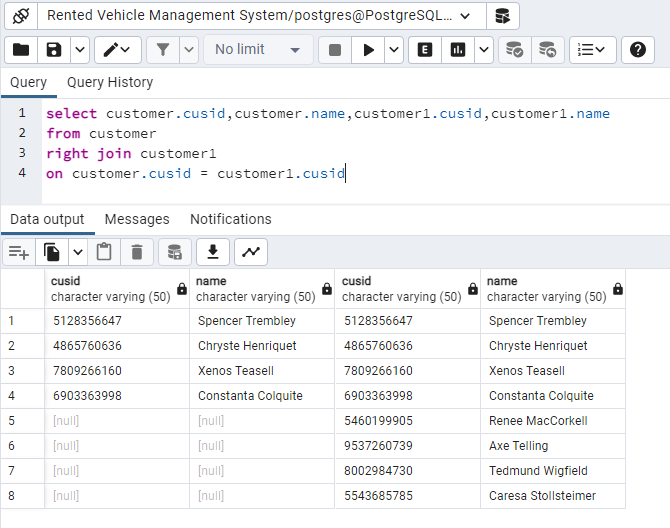 Rented Vehicle Management System/postgres@PostgreSQL...
No limit
E
Query Query History
1 select customer.cusid,customer.name,customer1.cusid,customer1.name
2 from customer
3 right join customer1
4 on customer.cusid = customer1.cusid
Data output Messages Notifications
cusid name cusid name
character varying (50) character varying (50) character varying (50) character varying (50)
1 5128356647 Spencer Trembley 5128356647 Spencer Trembley
2 4865760636 Chryste Henriquet 4865760636 Chryste Henriquet
3 7809266160 Xenos Teasell 7809266160 Xenos Teasell
4 6903363998 Constanta Colquite 6903363998 Constanta Colquite
5 [null] [null] 5460199905 Renee MacCorkell
6 [null] [null] 9537260739 Axe Telling
7 [null] [null] 8002984730 Tedmund Wigfield
8 [null] [null] 5543685785 Caresa Stollsteimer